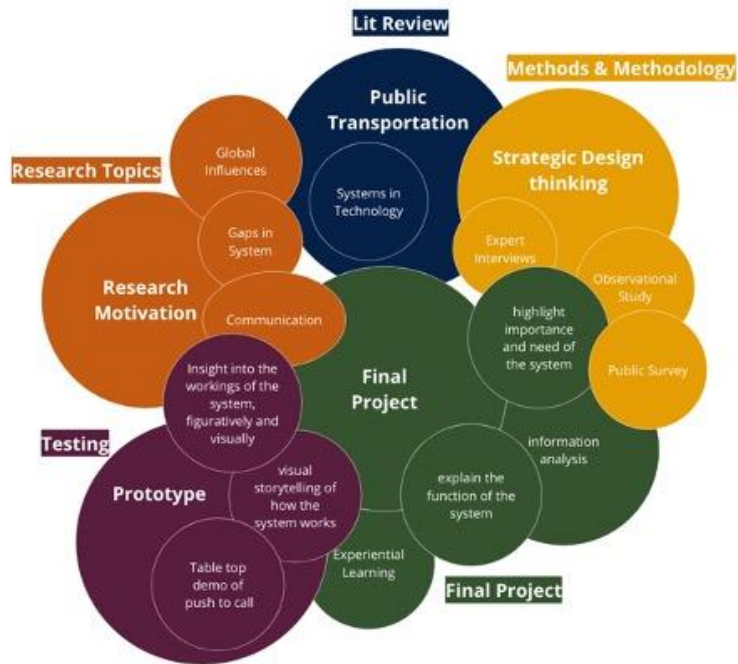 Lit Review
Public
Transportation
Systems in
Technology
Methods & Methodology
Strategic Design
thinking
Expert
Interviews
Observational
Study
Public Survey
Research Topics
Global
Influences
Gaps in
System
Research
Motivation
Communication
Final
Project
highlight
importance
and need of
the system
information
analysis
explain the
function of the
system
Experiential
Learning
Final Project
Testing
Insight into the
workings of the
system,
figuratively and
visually
Prototype
visual
storytelling of
how the
system works
Table top
demo of
push to call